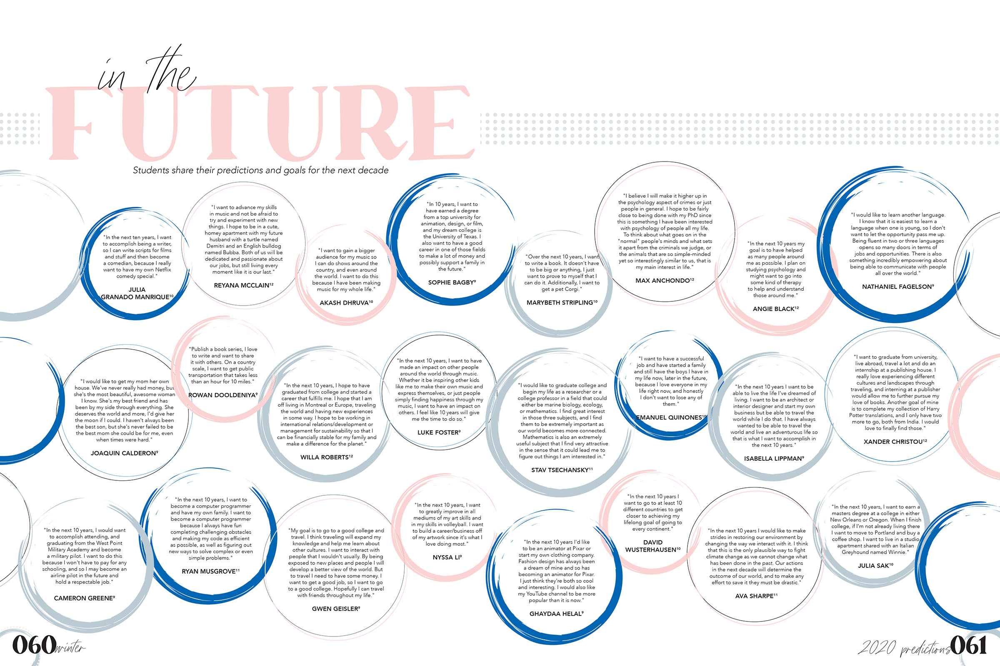 in the
FUTURE
Students share their predictions and goals for the next decade
"In the next ten years, I want
to accomplish being a writer,
so I can write scripts for films
and stuff and then become
a comedian, because I really
want to have my own Netflix
comedy special."
JULIA
GRANADO MANRIQUE¹⁰
"I want to advance my skills
in music and not be afraid to
try and experiment with new
things. I hope to be in a cute,
homey apartment with my future
husband with a turtle named
Demitri and an English bulldog
named Bubba. Both of us will be
dedicated and passionate about
our jobs, but still living every
moment like it is our last."
REYANA MCCLAIN¹²
"I want to gain a bigger
audience for my music so
I can do shows around the
country, and even around
the world. I want to do this
because I have been making
music for my whole life."
AKASH DHRUVA¹⁰
"In 10 years, I want to
have earned a degree
from a top university for
animation, design, or film,
and my dream college is
the University of Texas. I
also want to have a good
career in one of those fields
to make a lot of money and
possibly support a family in
the future."
SOPHIE BAGBY⁹
"Over the next 10 years, I want
to write a book. It doesn't have
to be big or anything, I just
want to prove to myself that I
can do it. Additionally, I want to
get a pet Corgi."
MARYBETH STRIPLING¹⁰
"I believe I will make it higher up in
the psychology aspect of crimes or just
people in general. I hope to be fairly
close to being done with my PhD since
this is something I have been interested
with psychology of people all my life.
To think about what goes on in the
"normal" people's minds and what sets
it apart from the criminals we judge, or
the animals that are so simple-minded
yet so interestingly similar to us, that is
my main interest in life."
MAX ANCHONDO¹²
"In the next 10 years my
goal is to have helped
as many people around
me as possible. I plan on
studying psychology and
might want to go into
some kind of therapy
to help and understand
those around me."
ANGIE BLACK¹²
"I would like to learn another language.
I know that it is easiest to learn a
language when one is young, so I don't
want to let the opportunity pass me up.
Being fluent in two or three languages
opens so many doors in terms of
jobs and opportunities. There is also
something incredibly empowering about
being able to communicate with people
all over the world."
NATHANIEL FAGELSON⁹
"I would like to get my mom her own
house. We've never really had money, but
she's the most beautiful, awesome woman
I know. She's my best friend and has
been by my side through everything. She
deserves the world and more, I'd give her
the moon if I could. I haven't always been
the best son, but she's never failed to be
the best mom she could be for me, even
when times were hard."
JOAQUIN CALDERON⁹
"Publish a book series, I love
to write and want to share
it with others. On a country
scale, I want to get public
transportation that takes less
than an hour for 10 miles."
ROWAN DOOLDENIYA⁹
"In the next 10 years, I hope to have
graduated from college and started a
career that fulfills me. I hope that I am
off living in Montreal or Europe, traveling
the world and having new experiences
in some way. I hope to be working in
international relations/development or
management for sustainability so that I
can be financially stable for my family and
make a difference for the planet."
WILLA ROBERTS¹²
"In the next 10 years, I want to have
made an impact on other people
around the world through music.
Whether it be inspiring other kids
like me to make their own music and
express themselves, or just people
simply finding happiness through my
music, I want to have an impact on
others. I feel like 10 years will give
me the time to do so."
LUKE FOSTER⁹
"I would like to graduate college and
begin my life as a researcher or a
college professor in a field that could
either be marine biology, ecology,
or mathematics. I find great interest
in those three subjects, and I find
them to be extremely important as
our world becomes more connected.
Mathematics is also an extremely
useful subject that I find very attractive
in the sense that it could lead me to
figure out things I am interested in."
STAV TSECHANSKY¹¹
"I want to have a successful
job and have started a family
and still have the boys I have in
my life now, later in the future,
because I love everyone in my
life right now, and honestly
I don't want to lose any of
them."
EMANUEL QUINONES¹⁰
"In the next 10 years I want to be
able to live the life I've dreamed of
living. I want to be an architect or
interior designer and start my own
business but be able to travel the
world while I do that. I have always
wanted to be able to travel the
world and live an adventurous life so
that is what I want to accomplish in
the next 10 years."
ISABELLA LIPPMAN⁹
"I want to graduate from university,
live abroad, travel a lot and do an
internship at a publishing house. I
really love experiencing different
cultures and landscapes through
traveling, and interning at a publisher
would allow me to further pursue my
love of books. Another goal of mine
is to complete my collection of Harry
Potter translations, and I only have two
more to go, both from India. I would
love to finally find those."
XANDER CHRISTOU¹²
"In the next 10 years, I would want
to accomplish attending, and
graduating from the West Point
Military Academy and become
a military pilot. I want to do this
because I won't have to pay for any
schooling, and so I may become an
airline pilot in the future and
hold a respectable job."
CAMERON GREENE⁹
"In the next 10 years, I want to
become a computer programmer
and have my own family. I want to
become a computer programmer
because I always have fun
completing challenging obstacles
and making my code as efficient
as possible, as well as figuring out
new ways to solve complex or even
simple problems."
RYAN MUSGROVE¹¹
"My goal is to go to a good college and
travel. I think traveling will expand my
knowledge and help me learn about
other cultures. I want to interact with
people that I wouldn't usually. By being
exposed to new places and people I will
develop a better view of the world. But
to travel I need to have some money. I
want to get a good job, so I want to go
to a good college. Hopefully I can travel
with friends throughout my life."
GWEN GEISLER⁹
"In the next 10 years, I want
to greatly improve in all
mediums of my art skills and
in my skills in volleyball. I want
to build a career/business off
of my artwork since it's what I
love doing most."
NYSSA LI⁹
"In the next 10 years I'd like
to be an animator at Pixar or
start my own clothing company.
Fashion design has always been
a dream of mine and so has
becoming an animator for Pixar.
I just think they're both so cool
and interesting. I would also like
my YouTube channel to be more
popular than it is now."
GHAYDAA HELAL⁹
"In the next 10 years I
want to go to at least 10
different countries to get
closer to achieving my
lifelong goal of going to
every continent."
DAVID
WUSTERHAUSEN¹⁰
"In the next 10 years I would like to make
strides in restoring our environment by
changing the way we interact with it. I think
that this is the only plausible way to fight
climate change as we cannot change what
has been done in the past. Our actions
in the next decade will determine the
outcome of our world, and to make any
effort to save it they must be drastic."
AVA SHARPE¹¹
"In the next 10 years, I want to earn a
masters degree at a college in either
New Orleans or Oregon. When I finish
college, if I'm not already living there
I want to move to Portland and buy a
coffee shop. I want to live in a studio
apartment shared with an Italian
Greyhound named Winnie."
JULIA SAK¹⁰
060 winter
2020 predictions 061